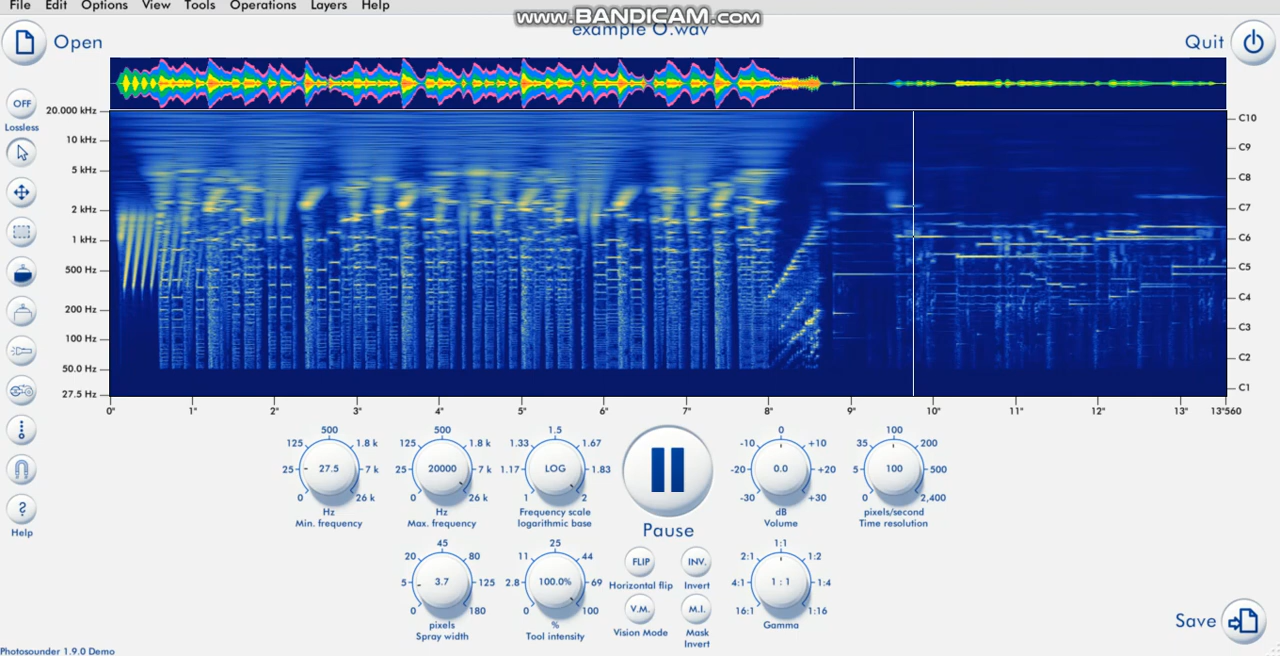 File Edit Options View Tools Operations Layers Help
www.BANDICAM.com
example O.wav
Open
Quit
OFF
Lossless
20.000 kHz
10 kHz
5 kHz
2 kHz
1 kHz
500 Hz
200 Hz
100 Hz
50.0 Hz
27.5 Hz
C10
C9
C8
C7
C6
C5
C4
C3
C2
C1
0" 1" 2" 3" 4" 5" 6" 7" 8" 9" 10" 11" 12" 13" 13"560
?
Help
500
125 1.8 k
25 27.5 7 k
0 26 k
Hz
Min. frequency
500
125 1.8 k
25 20000 7 k
0 26 k
Hz
Max. frequency
1.5
1.33 1.67
1.17 LOG 1.83
1 2
Frequency scale
logarithmic base
Pause
0
-10 +10
-20 0.0 +20
-30 +30
dB
Volume
100
35 200
5 100 500
0 2,400
pixels/second
Time resolution
45
20 80
5 3.7 125
0 180
pixels
Spray width
25
11 44
2.8 100.0% 69
0 100
%
Tool intensity
FLIP
Horizontal flip
INV.
Invert
V.M.
Vision Mode
M.I.
Mask
Invert
1:1
2:1 1:2
4:1 1 : 1 1:4
16:1 1:16
Gamma
Save
Photosounder 1.9.0 Demo